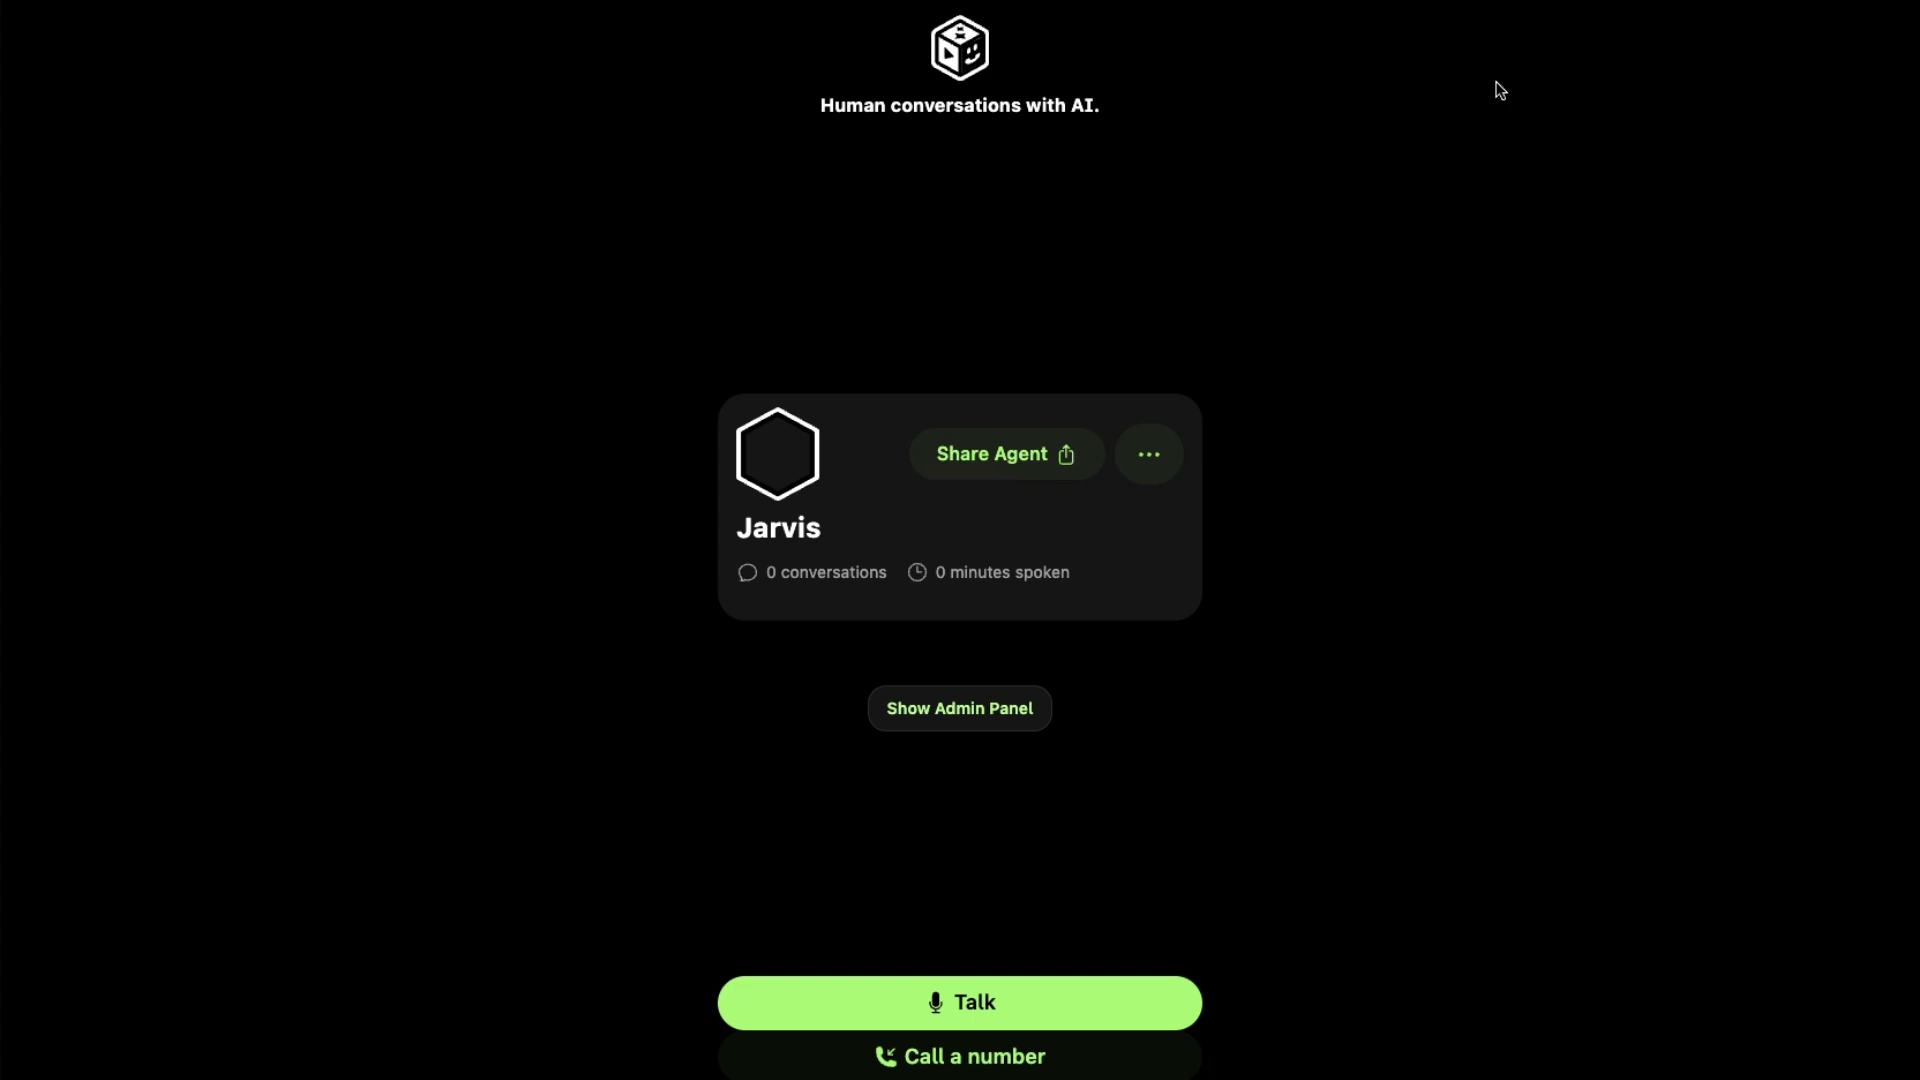 Human conversations with AI.
Share Agent
Jarvis
0 conversations 0 minutes spoken
Show Admin Panel
Talk
Call a number